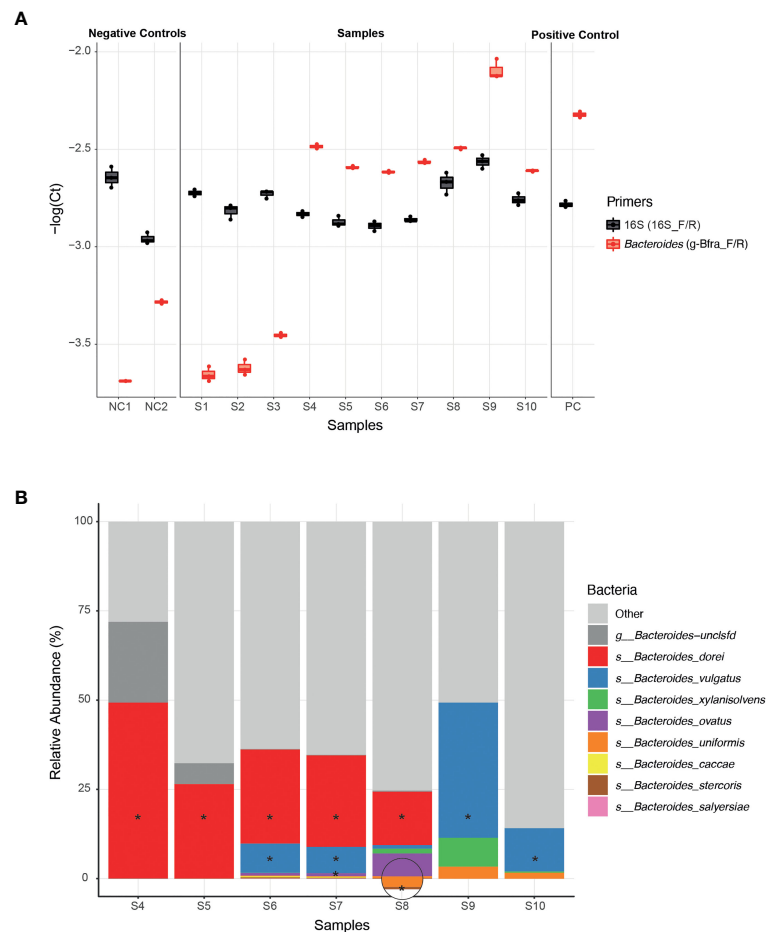 A
Negative Controls
Samples
Positive Control
−2.0
−2.5
−3.0
−3.5
−log(Ct)
NC1
NC2
S1
S2
S3
S4
S5
S6
S7
S8
S9
S10
PC
Samples
Primers
16S (16S_F/R)
Bacteroides (g-Bfra_F/R)
B
100
75
50
25
0
Relative Abundance (%)
*
*
*
*
*
*
*
*
*
*
*
S4
S5
S6
S7
S8
S9
S10
Samples
Bacteria
Other
g__Bacteroides−unclsfd
s__Bacteroides_dorei
s__Bacteroides_vulgatus
s__Bacteroides_xylanisolvens
s__Bacteroides_ovatus
s__Bacteroides_uniformis
s__Bacteroides_caccae
s__Bacteroides_stercoris
s__Bacteroides_salyersiae